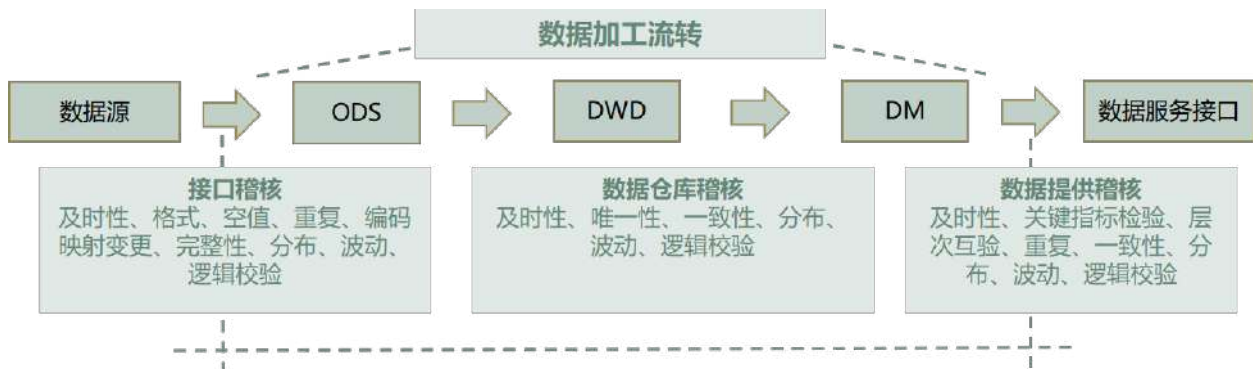 数据加工流转
数据源
ODS
DWD
DM
数据服务接口
接口稽核
及时性、格式、空值、重复、编码
映射变更、完整性、分布、波动、
逻辑校验
数据仓库稽核
及时性、唯一性、一致性、分布、
波动、逻辑校验
数据提供稽核
及时性、关键指标检验、层
次互验、重复、一致性、分
布、波动、逻辑校验